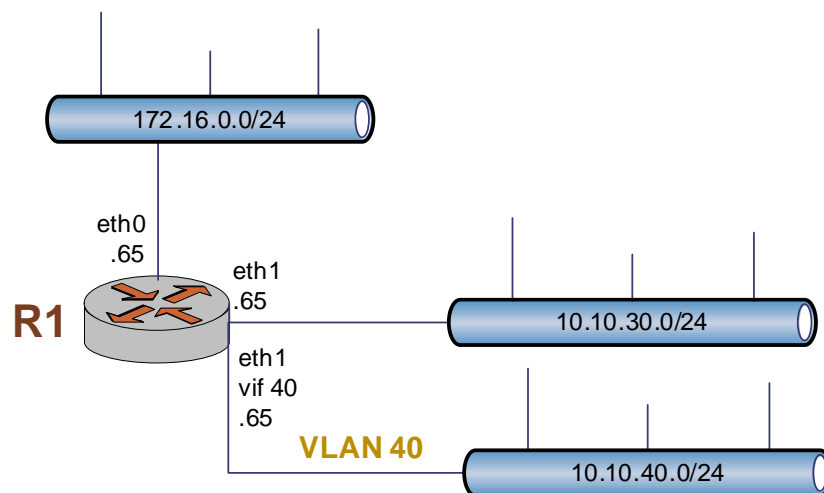 172.16.0.0/24
eth0
.65
eth1
.65
R1
10.10.30.0/24
eth1
vif 40
.65
VLAN 40
10.10.40.0/24